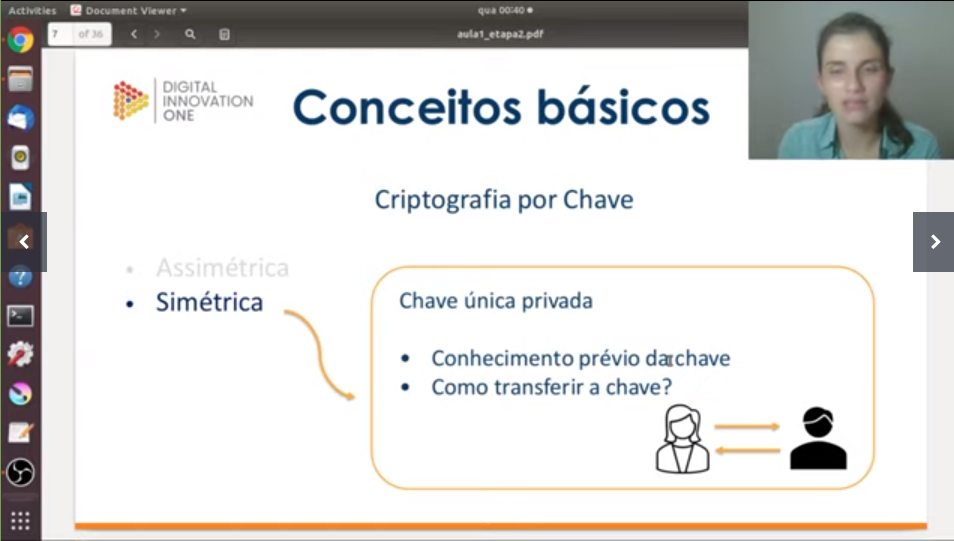 Activities
Document Viewer
qua 00:40
7
of 36
aula1_etapa2.pdf
DIGITAL
INNOVATION
ONE
Conceitos básicos
Criptografia por Chave
• Assimétrica
• Simétrica
Chave única privada
• Conhecimento prévio da chave
• Como transferir a chave?